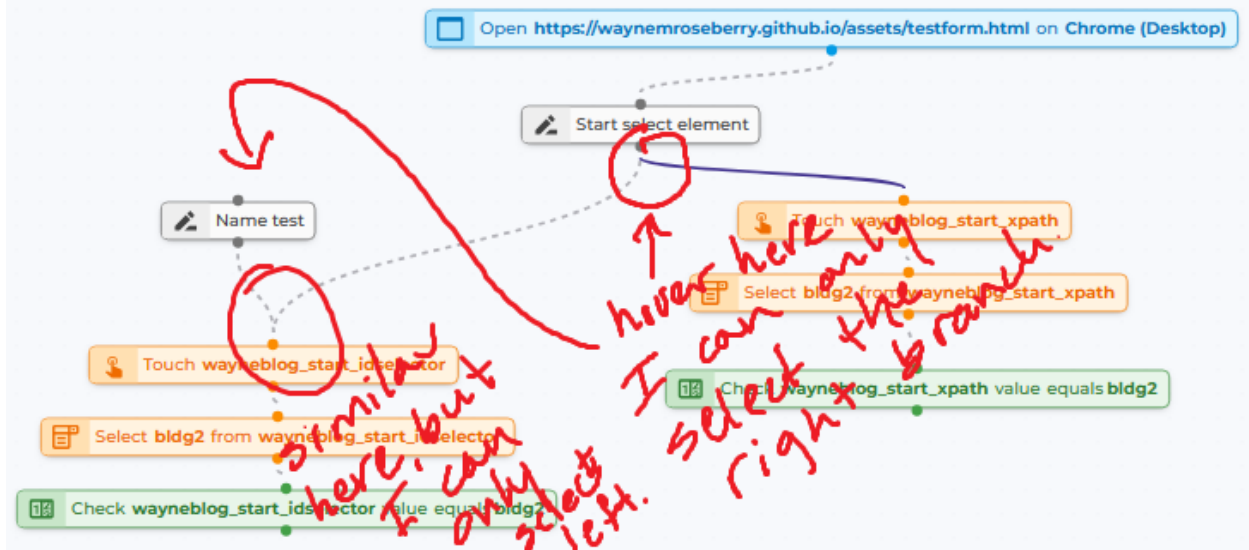 Open https://waynemroseberry.github.io/assets/testform.html on Chrome (Desktop)
Start select element
Name test
Touch wayneblog_start_xpath
Select bldg2 from wayneblog_start_xpath
Check wayneblog_start_xpath value equals bldg2
Touch wayneblog_start_idselector
Select bldg2 from wayneblog_start_idselector
Check wayneblog_start_idselector value equals bldg2
hover here
I can only
select the
right branch.
similar
here, but
I can
only
select
left.